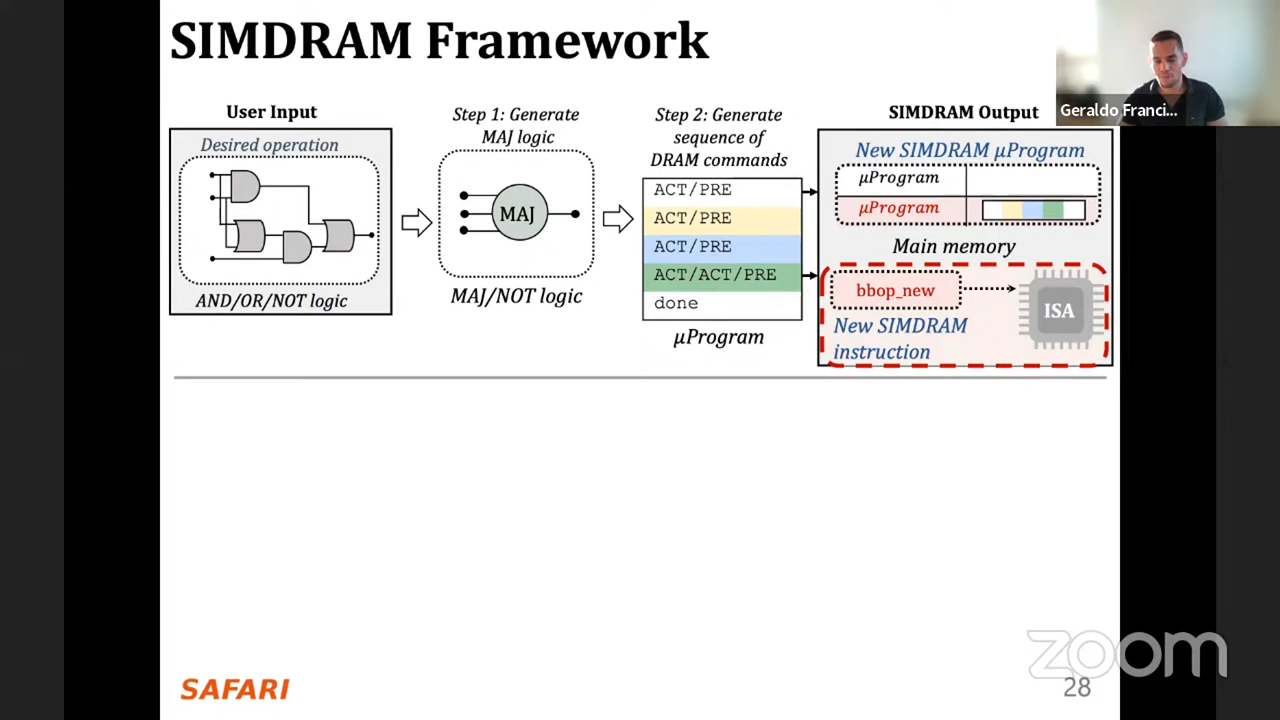 SIMDRAM Framework
Geraldo Franci...
User Input
Desired operation
AND/OR/NOT logic
Step 1: Generate
MAJ logic
MAJ
MAJ/NOT logic
Step 2: Generate
sequence of
DRAM commands
ACT/PRE
ACT/PRE
ACT/PRE
ACT/ACT/PRE
done
μProgram
SIMDRAM Output
New SIMDRAM μProgram
μProgram
μProgram
Main memory
bbop_new
ISA
New SIMDRAM
instruction
SAFARI
zoom
28